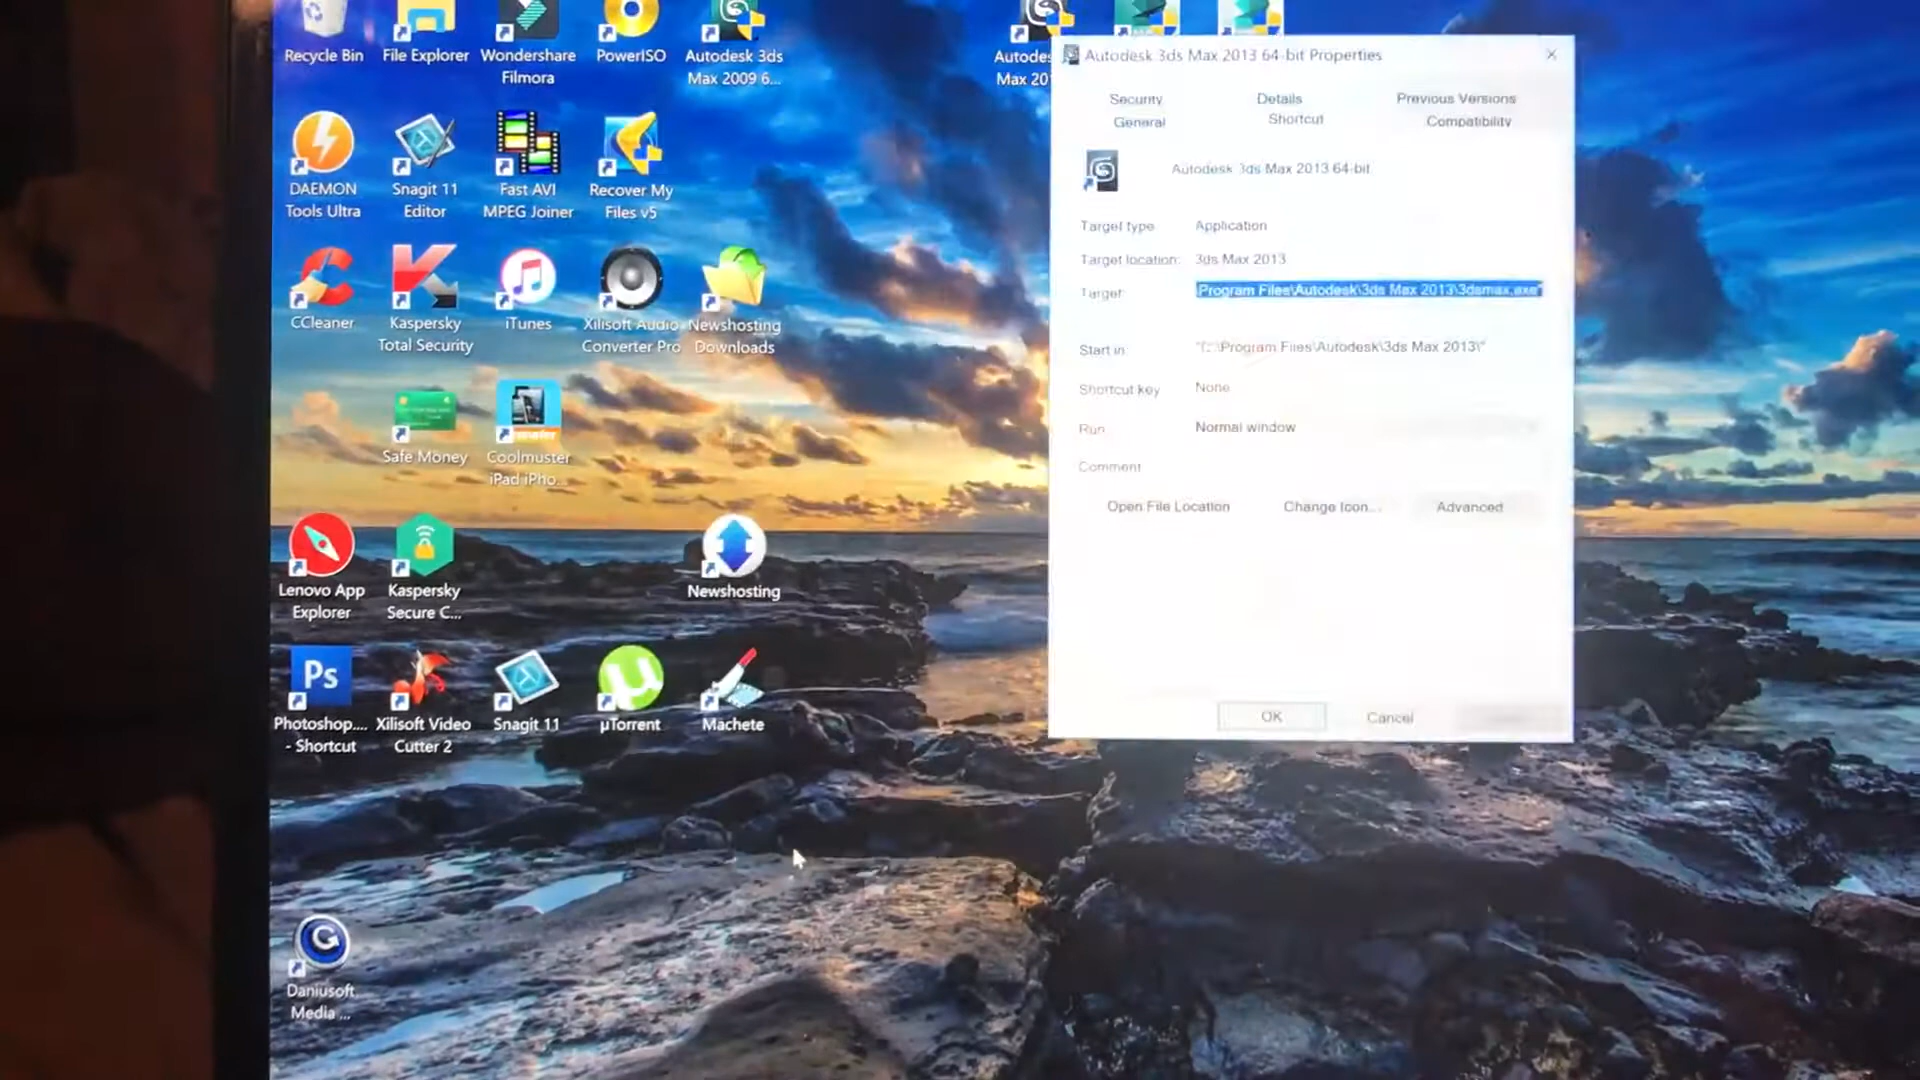 Recycle Bin
File Explorer
Wondershare
Filmora
PowerISO
Autodesk 3ds
Max 2009 6...
Autodes
Max 20
DAEMON
Tools Ultra
Snagit 11
Editor
Fast AVI
MPEG Joiner
Recover My
Files v5
CCleaner
Kaspersky
Total Security
iTunes
Xilisoft Audio
Converter Pro
Newshosting
Downloads
Safe Money
Coolmuster
iPad iPho...
Lenovo App
Explorer
Kaspersky
Secure C...
Newshosting
Ps
Photoshop....
- Shortcut
Xilisoft Video
Cutter 2
Snagit 11
µTorrent
Machete
Daniusoft
Media ...
Autodesk 3ds Max 2013 64-bit Properties
Security Details Previous Versions
General Shortcut Compatibility
Autodesk 3ds Max 2013 64-bit
Target type: Application
Target location: 3ds Max 2013
Target: Program Files\Autodesk\3ds Max 2013\3dsmax.exe"
Start in: "C:\Program Files\Autodesk\3ds Max 2013\"
Shortcut key None
Run: Normal window
Comment
Open File Location Change Icon... Advanced
OK Cancel